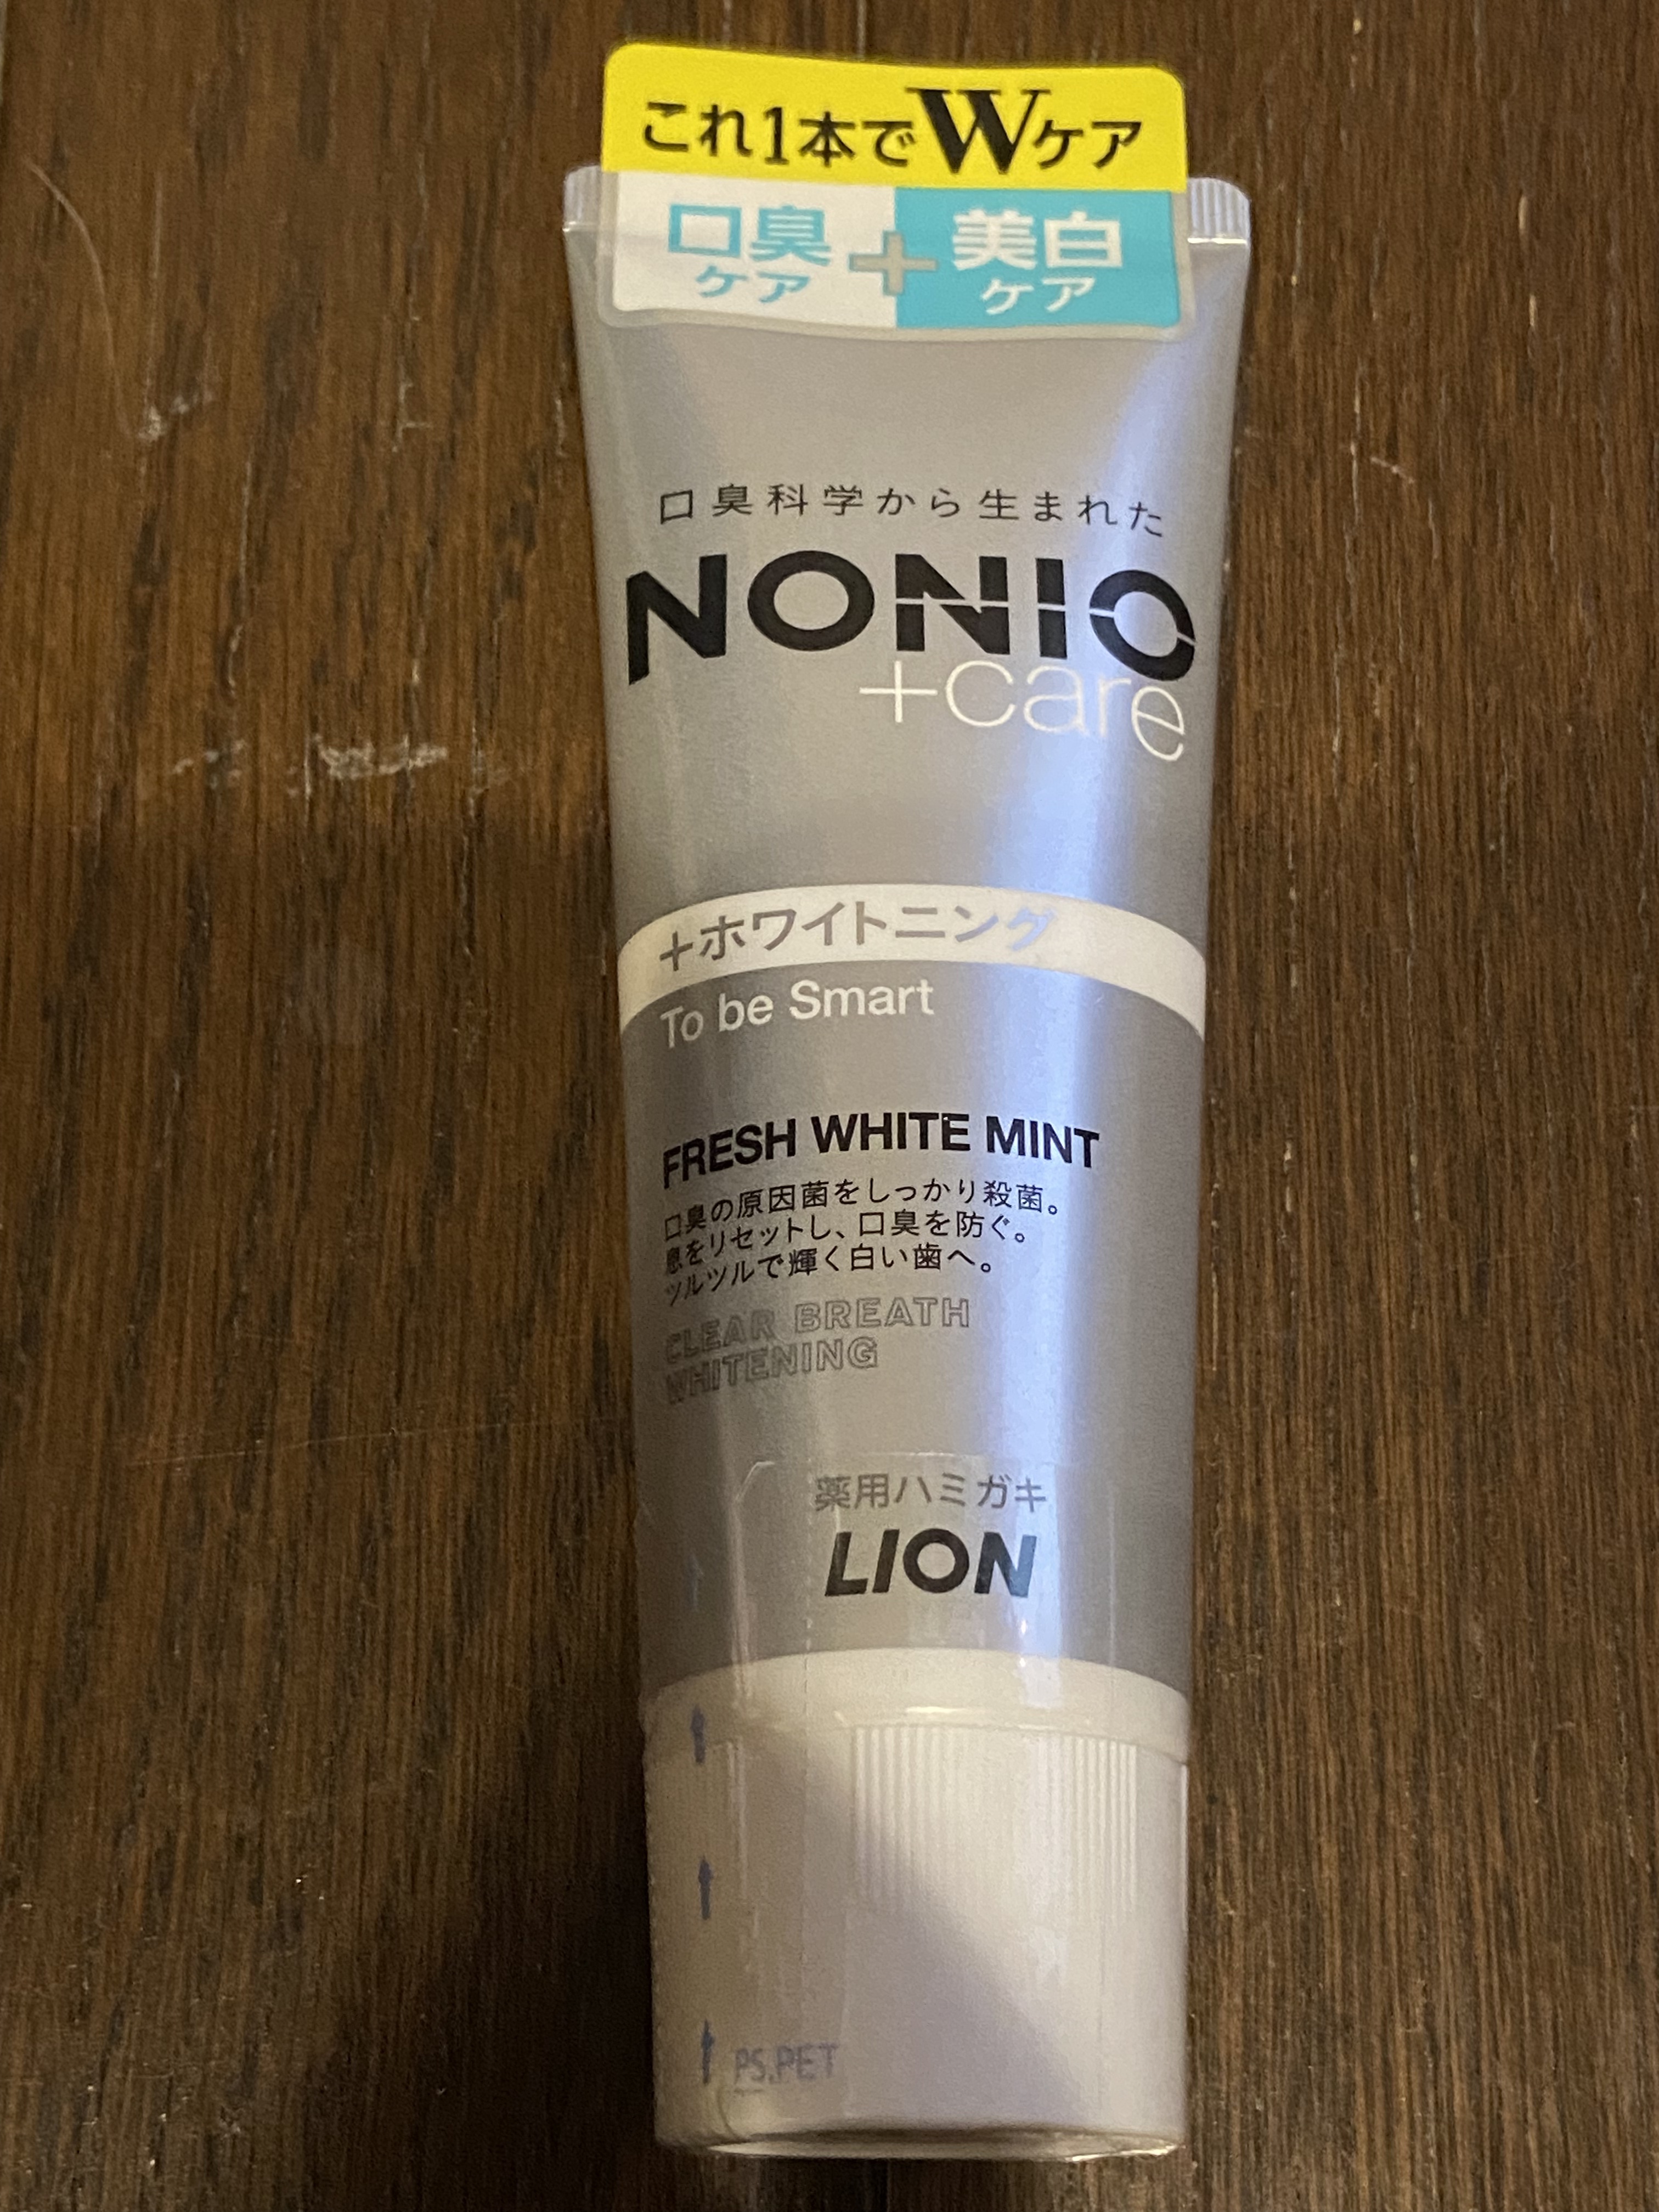 これ1本でWケア
口臭ケア + 美白ケア
口臭科学から生まれた
NONIO
+care
+ホワイトニング
To be Smart
FRESH WHITE MINT
口臭の原因菌をしっかり殺菌。
息をリセットし、口臭を防ぐ。
ツルツルで輝く白い歯へ。
CLEAR BREATH
WHITENING
薬用ハミガキ
LION
PS.PET